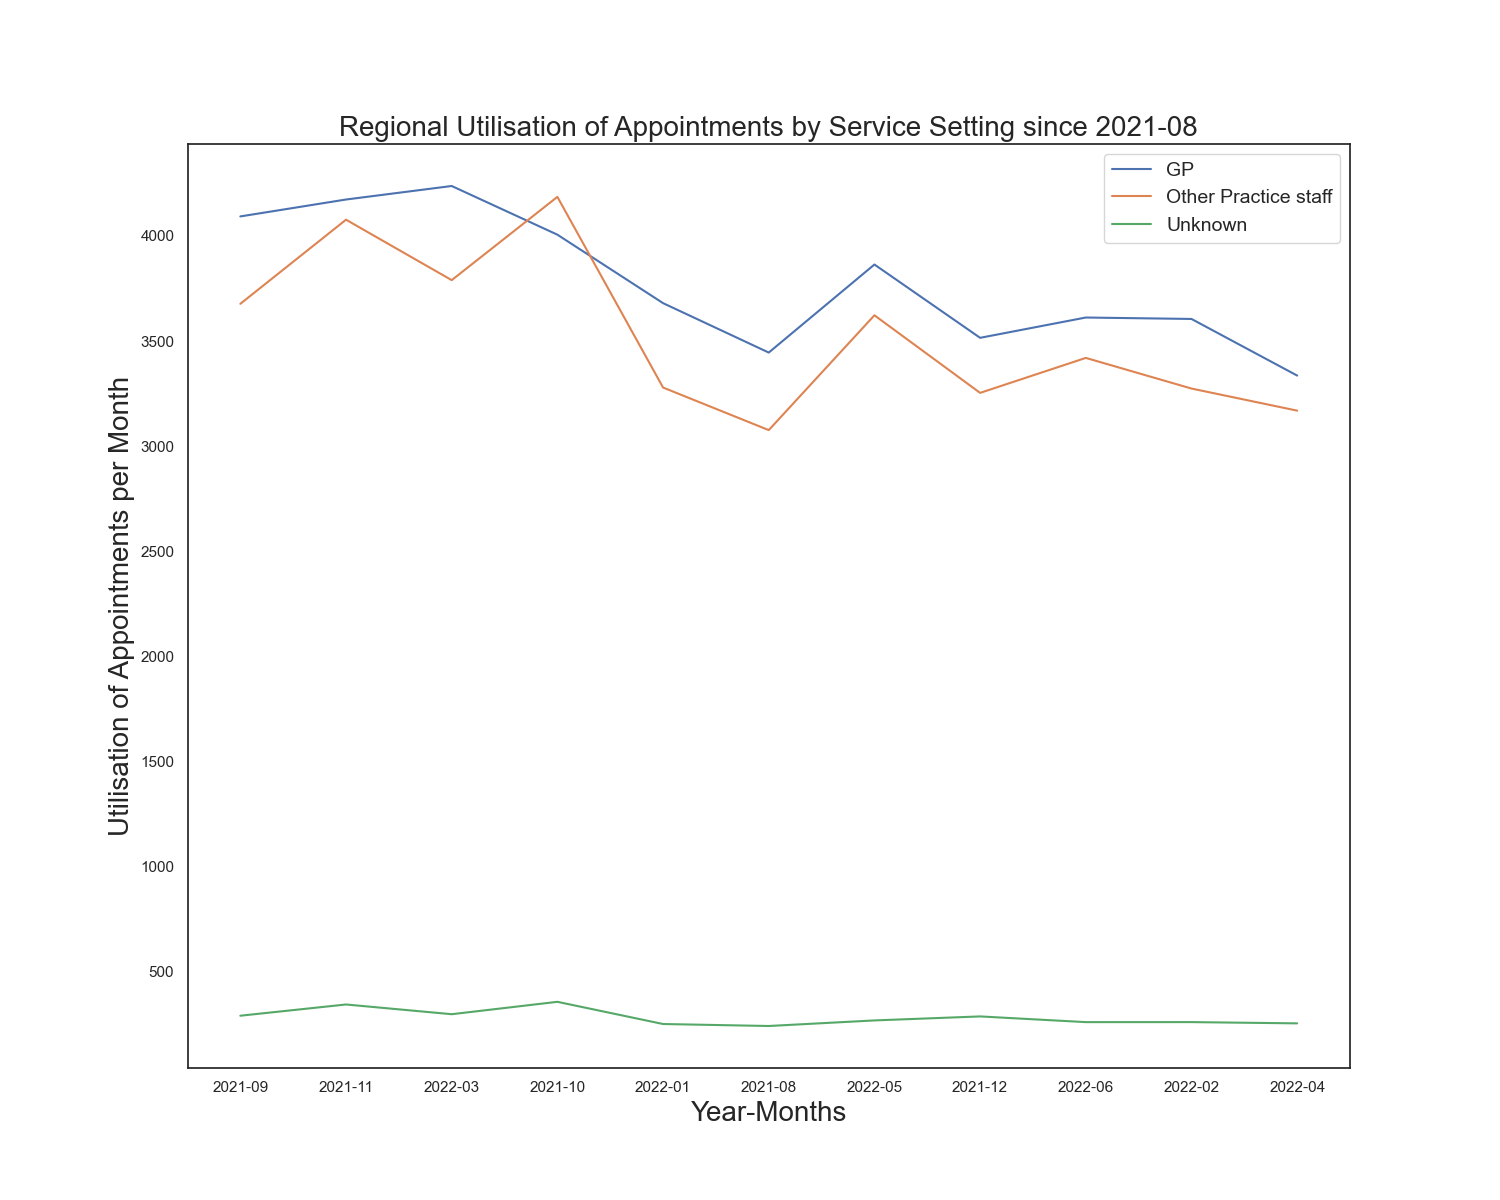 Regional Utilisation of Appointments by Service Setting since 2021-08
GP
Other Practice staff
Unknown
Utilisation of Appointments per Month
4000
3500
3000
2500
2000
1500
1000
500
2021-09 2021-11 2022-03 2021-10 2022-01 2021-08 2022-05 2021-12 2022-06 2022-02 2022-04
Year-Months